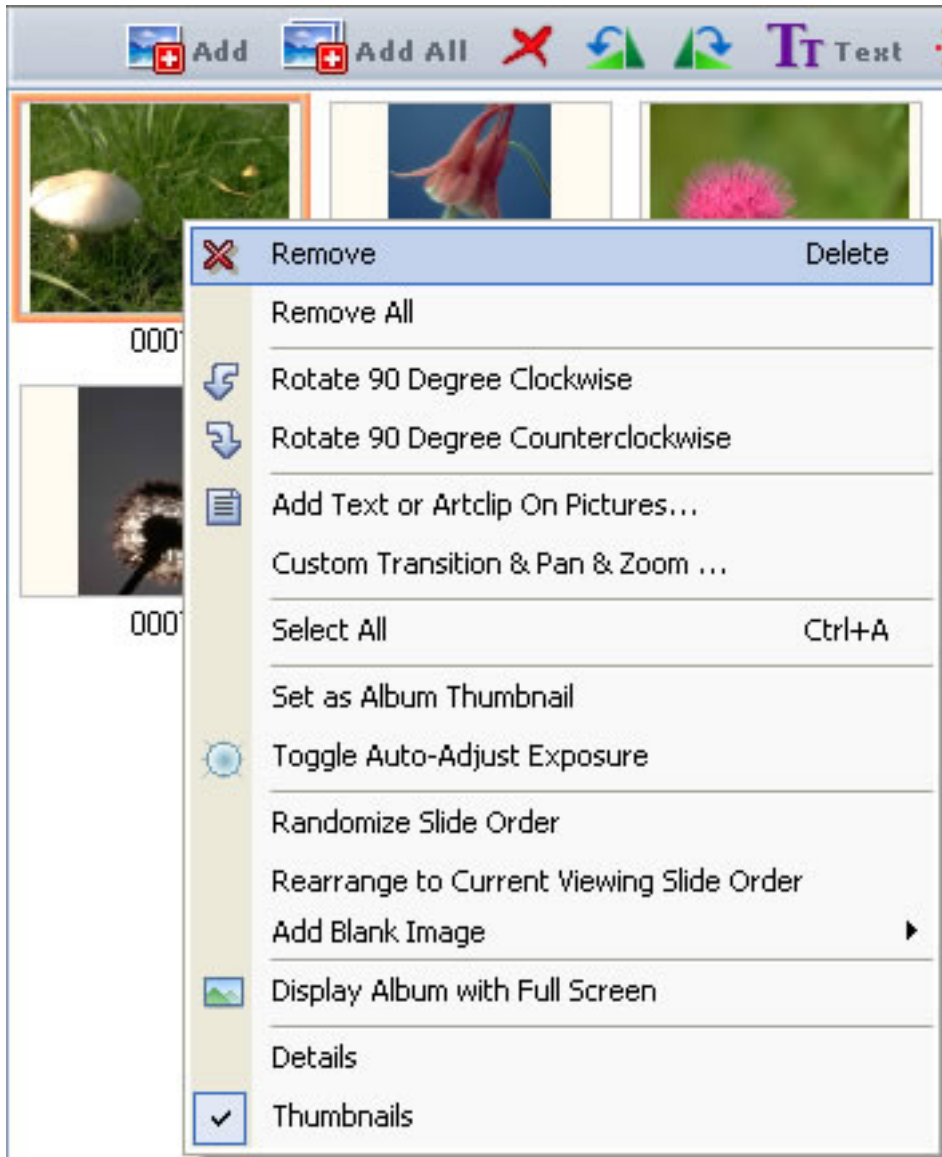 Add Add All Text
Remove Delete
000
Remove All
Rotate 90 Degree Clockwise
Rotate 90 Degree Counterclockwise
Add Text or Artclip On Pictures...
Custom Transition & Pan & Zoom ...
000
Select All Ctrl+A
Set as Album Thumbnail
Toggle Auto-Adjust Exposure
Randomize Slide Order
Rearrange to Current Viewing Slide Order
Add Blank Image
Display Album with Full Screen
Details
Thumbnails